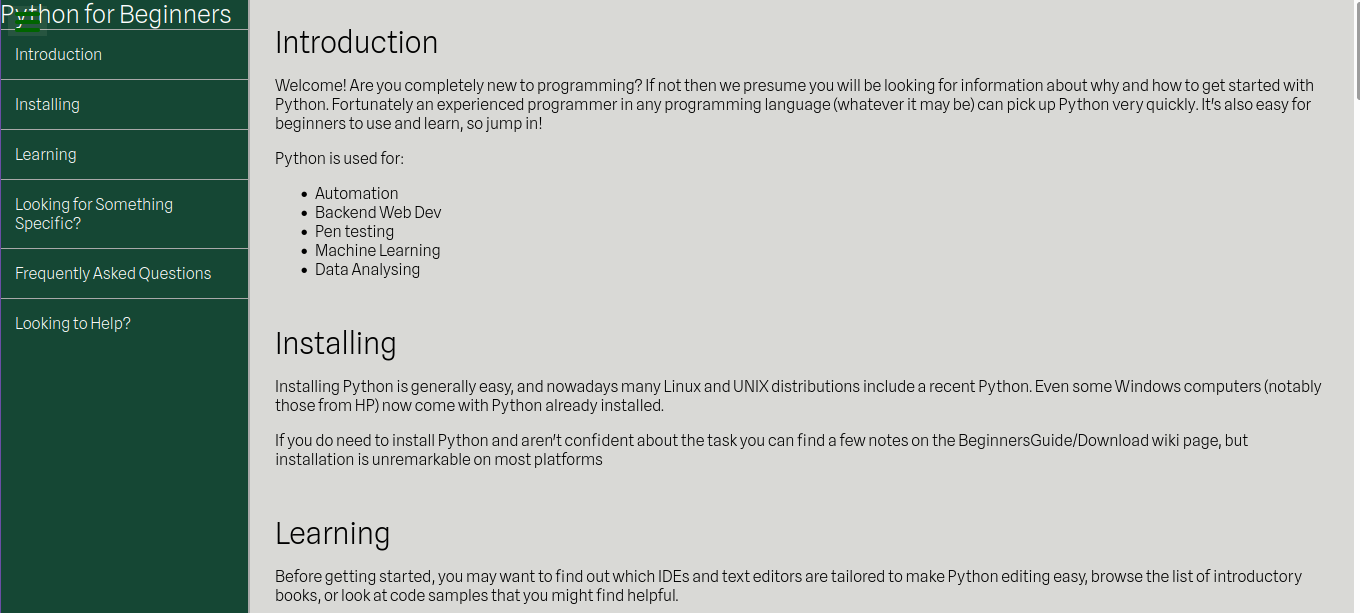 Python for Beginners
Introduction
Installing
Learning
Looking for Something
Specific?
Frequently Asked Questions
Looking to Help?
Introduction
Welcome! Are you completely new to programming? If not then we presume you will be looking for information about why and how to get started with
Python. Fortunately an experienced programmer in any programming language (whatever it may be) can pick up Python very quickly. It's also easy for
beginners to use and learn, so jump in!
Python is used for:
• Automation
• Backend Web Dev
• Pen testing
• Machine Learning
• Data Analysing
Installing
Installing Python is generally easy, and nowadays many Linux and UNIX distributions include a recent Python. Even some Windows computers (notably
those from HP) now come with Python already installed.
If you do need to install Python and aren't confident about the task you can find a few notes on the BeginnersGuide/Download wiki page, but
installation is unremarkable on most platforms
Learning
Before getting started, you may want to find out which IDEs and text editors are tailored to make Python editing easy, browse the list of introductory
books, or look at code samples that you might find helpful.